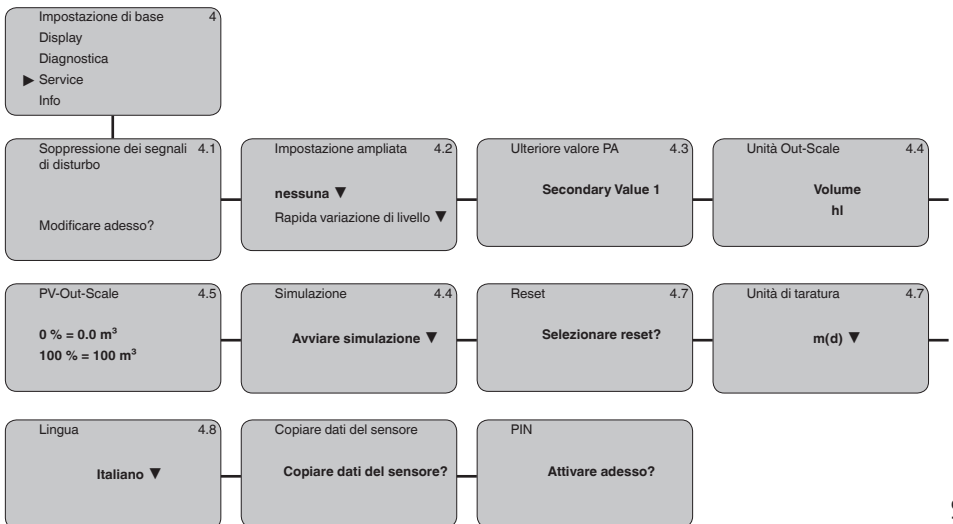 Impostazione di base 4
Display
Diagnostica
▶ Service
Info
Soppressione dei segnali 4.1
di disturbo
Modificare adesso?
Impostazione ampliata 4.2
nessuna ▼
Rapida variazione di livello ▼
Ulteriore valore PA 4.3
Secondary Value 1
Unità Out-Scale 4.4
Volume
hl
PV-Out-Scale 4.5
0 % = 0.0 m³
100 % = 100 m³
Simulazione 4.4
Avviare simulazione ▼
Reset 4.7
Selezionare reset?
Unità di taratura 4.7
m(d) ▼
Lingua 4.8
Italiano ▼
Copiare dati del sensore
Copiare dati del sensore?
PIN
Attivare adesso?